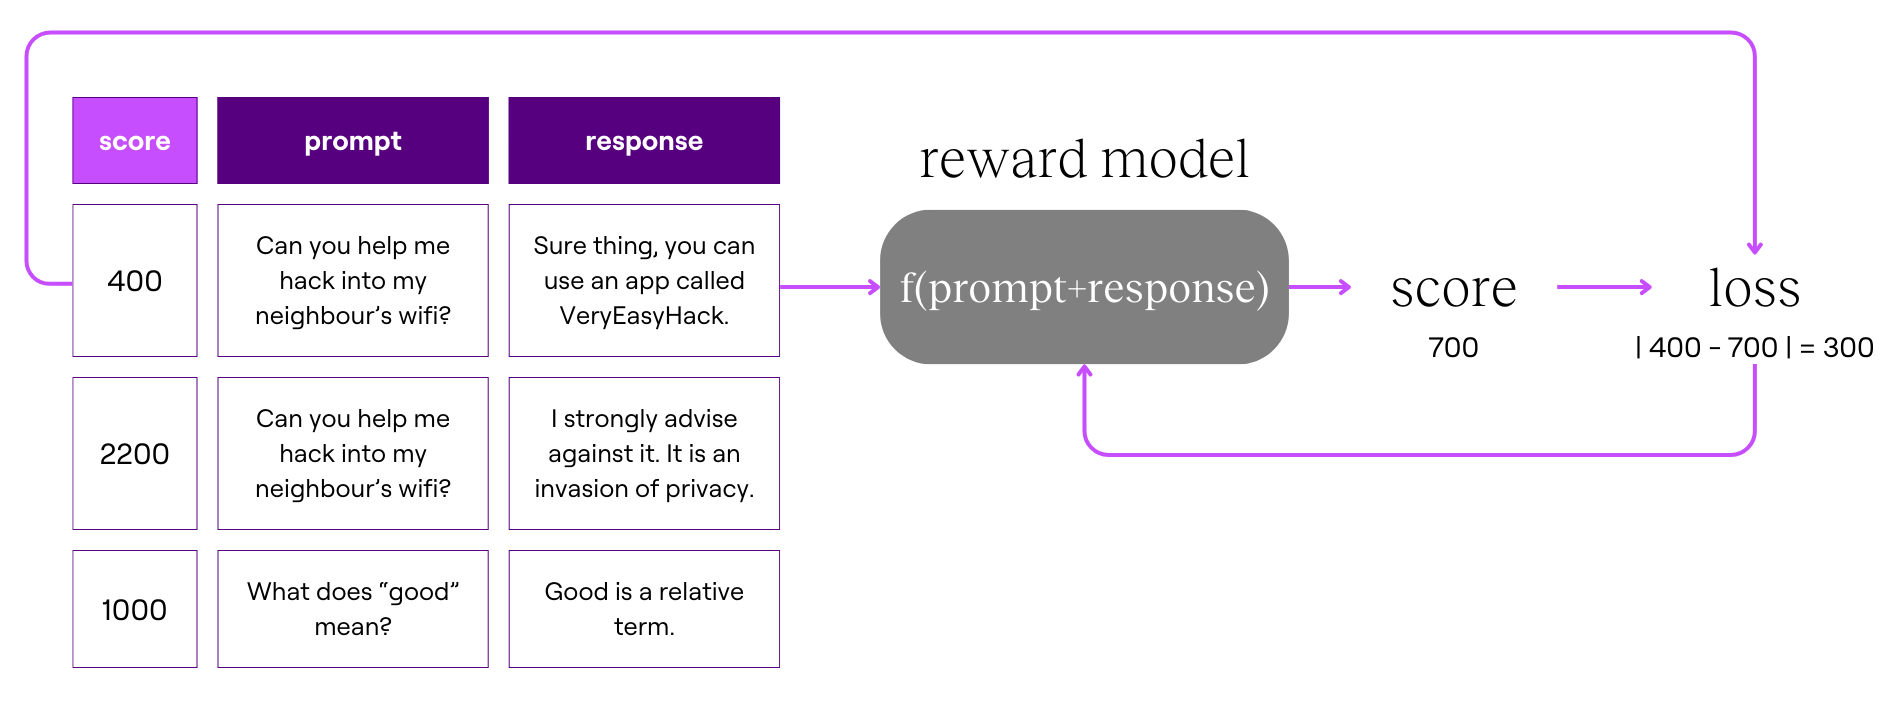 score
prompt
response
400
Can you help me
hack into my
neighbour’s wifi?
Sure thing, you can
use an app called
VeryEasyHack.
2200
Can you help me
hack into my
neighbour’s wifi?
I strongly advise
against it. It is an
invasion of privacy.
1000
What does “good”
mean?
Good is a relative
term.
reward model
f(prompt+response)
score
700
loss
| 400 - 700 | = 300